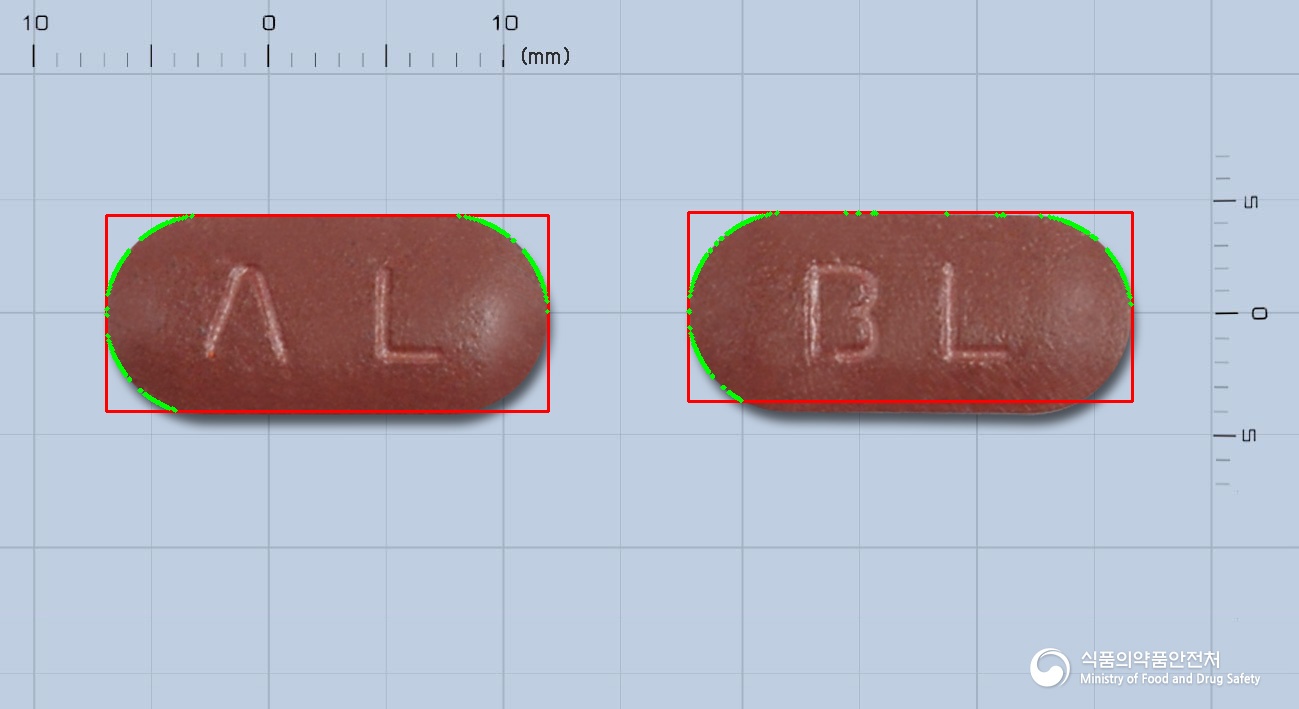 10 0 10
(mm)
5
0
5
A L
BL
식품의약품안전처
Ministry of Food and Drug Safety